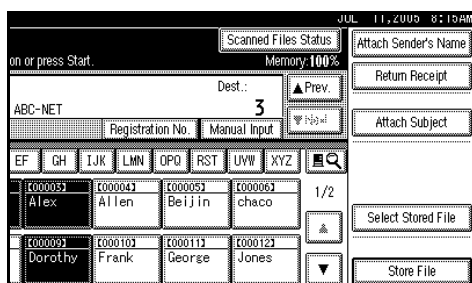 JUL 11,2005 8:15AM
Scanned Files Status
Attach Sender's Name
on or press Start.
Memory:100%
Return Receipt
Dest.:
3
▲Prev.
ABC-NET
▼Next
Registration No.
Manual Input
Attach Subject
EF GH IJK LMN OPQ RST UVW XYZ
[00003] [00004] [00005] [00006]
Alex Allen Beijin chaco
1/2
Select Stored File
[00009] [00010] [00011] [00012]
Dorothy Frank George Jones
Store File